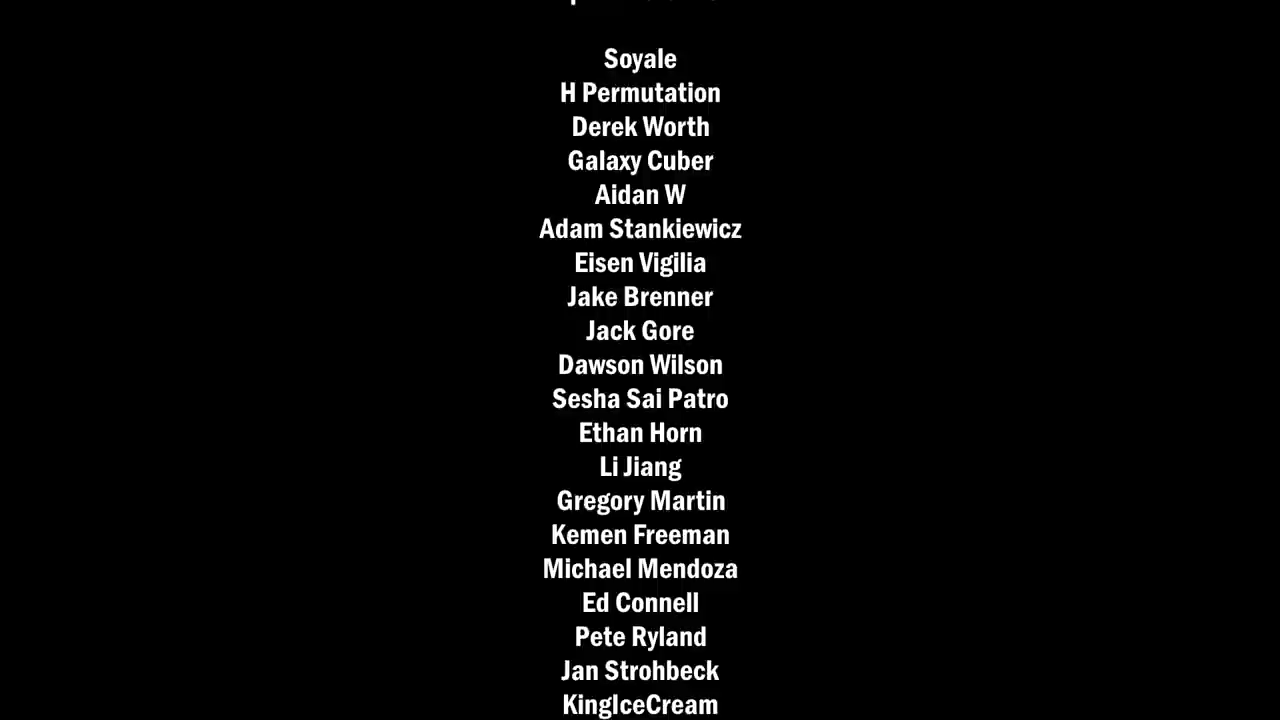 Soyale
H Permutation
Derek Worth
Galaxy Cuber
Aidan W
Adam Stankiewicz
Eisen Vigilia
Jake Brenner
Jack Gore
Dawson Wilson
Sesha Sai Patro
Ethan Horn
Li Jiang
Gregory Martin
Kemen Freeman
Michael Mendoza
Ed Connell
Pete Ryland
Jan Strohbeck
KingIceCream